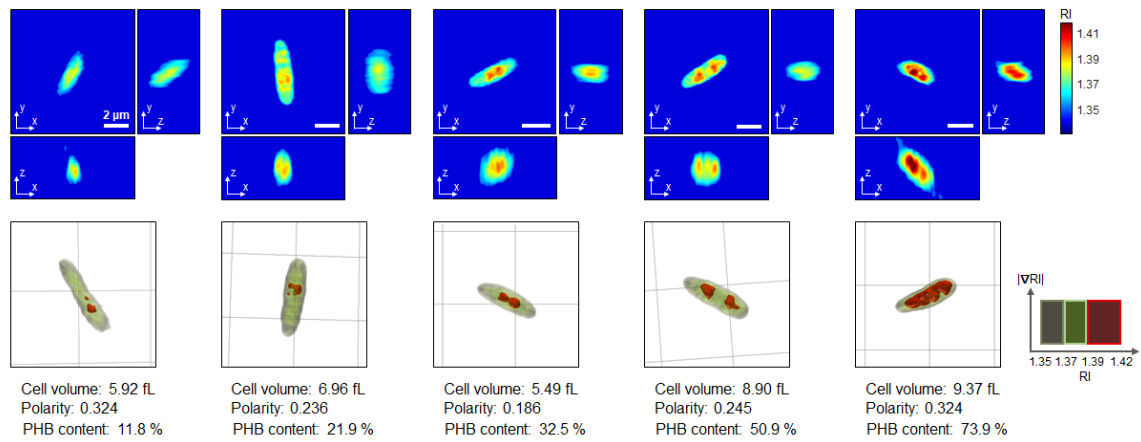 RI
1.41
1.39
1.37
1.35
y
x
2 µm
y
z
z
x
y
x
y
z
z
x
y
x
y
z
z
x
y
x
y
z
z
x
y
x
y
z
z
x
|∇RI|
1.35 1.37 1.39 1.42
RI
Cell volume: 5.92 fL
Polarity: 0.324
PHB content: 11.8 %
Cell volume: 6.96 fL
Polarity: 0.236
PHB content: 21.9 %
Cell volume: 5.49 fL
Polarity: 0.186
PHB content: 32.5 %
Cell volume: 8.90 fL
Polarity: 0.245
PHB content: 50.9 %
Cell volume: 9.37 fL
Polarity: 0.324
PHB content: 73.9 %